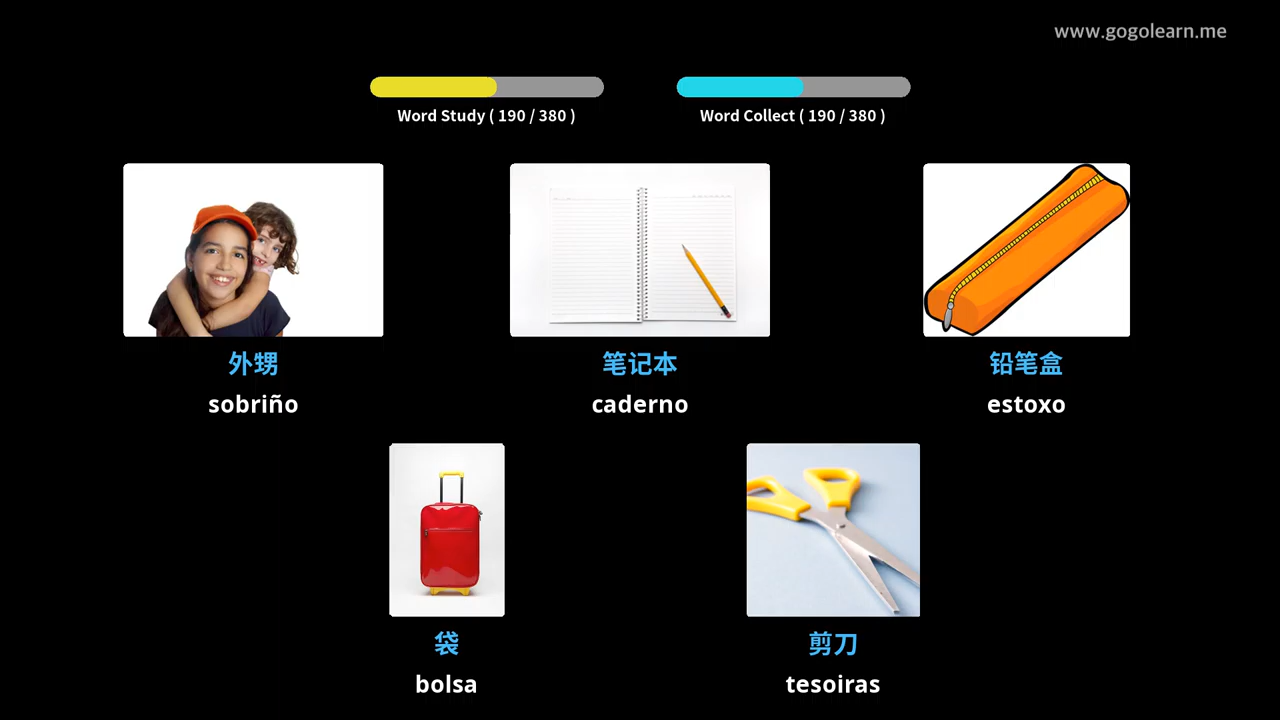 www.gogolearn.me
Word Study ( 190 / 380 )
Word Collect ( 190 / 380 )
外甥
sobriño
笔记本
caderno
铅笔盒
estoxo
袋
bolsa
剪刀
tesoiras